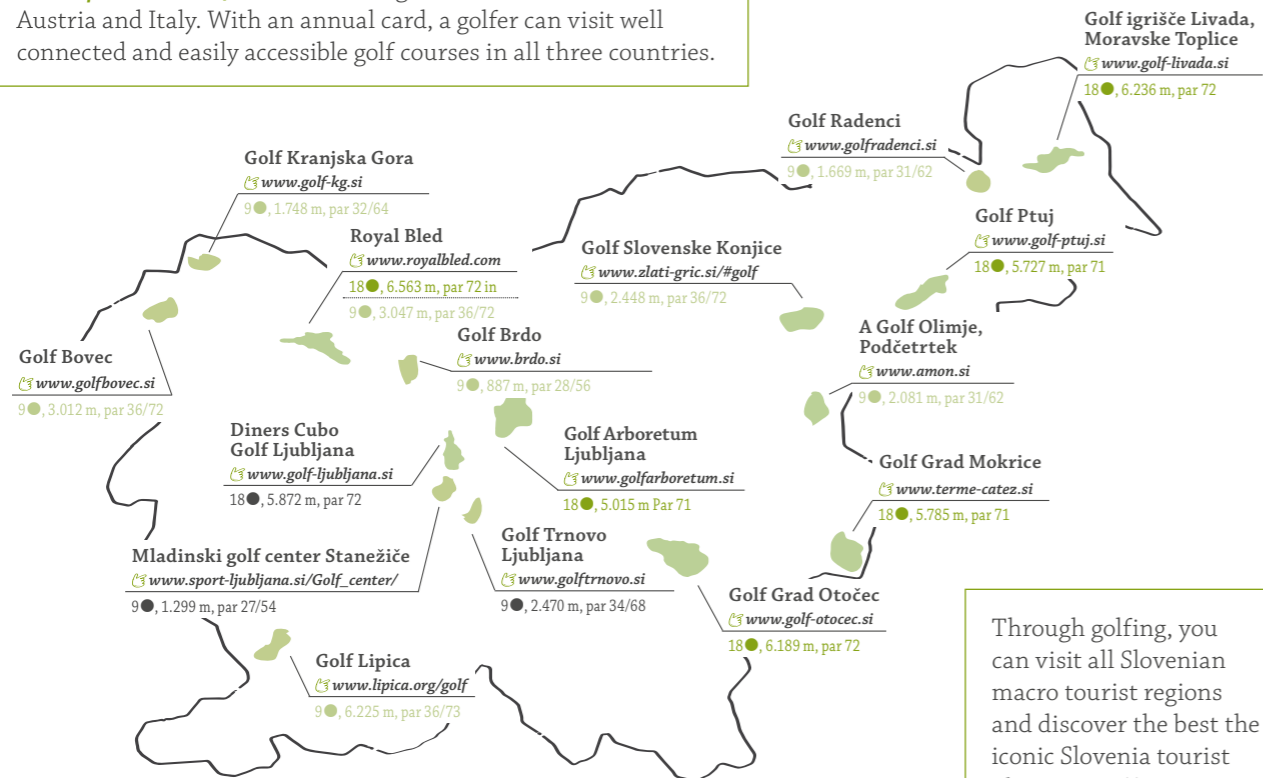 Austria and Italy. With an annual card, a golfer can visit well
connected and easily accessible golf courses in all three countries.
Golf igrišče Livada,
Moravske Toplice
www.golf-livada.si
18●, 6.236 m, par 72
Golf Radenci
www.golfradenci.si
9●, 1.669 m, par 31/62
Golf Kranjska Gora
www.golf-kg.si
9●, 1.748 m, par 32/64
Golf Ptuj
www.golf-ptuj.si
18●, 5.727 m, par 71
Royal Bled
www.royalbled.com
18●, 6.563 m, par 72 in
9●, 3.047 m, par 36/72
Golf Slovenske Konjice
www.zlati-gric.si/#golf
9●, 2.448 m, par 36/72
Golf Brdo
www.brdo.si
9●, 887 m, par 28/56
A Golf Olimje,
Podčetrtek
www.amon.si
9●, 2.081 m, par 31/62
Golf Bovec
www.golfbovec.si
9●, 3.012 m, par 36/72
Diners Cubo
Golf Ljubljana
www.golf-ljubljana.si
18●, 5.872 m, par 72
Golf Arboretum
Ljubljana
www.golfarboretum.si
18●, 5.015 m Par 71
Golf Grad Mokrice
www.terme-catez.si
18●, 5.785 m, par 71
Mladinski golf center Stanežiče
www.sport-ljubljana.si/Golf_center/
9●, 1.299 m, par 27/54
Golf Trnovo
Ljubljana
www.golftrnovo.si
9●, 2.470 m, par 34/68
Golf Grad Otočec
www.golf-otocec.si
18●, 6.189 m, par 72
Golf Lipica
www.lipica.org/golf
9●, 6.225 m, par 36/73
Through golfing, you
can visit all Slovenian
macro tourist regions
and discover the best the
iconic Slovenia tourist